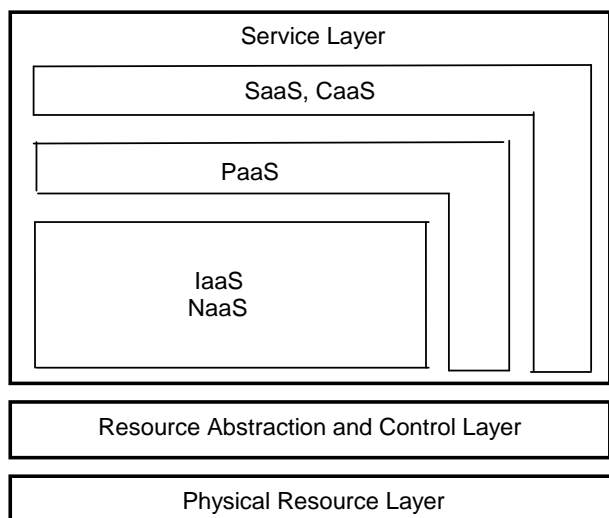 Service Layer
SaaS, CaaS
PaaS
IaaS
NaaS
Resource Abstraction and Control Layer
Physical Resource Layer